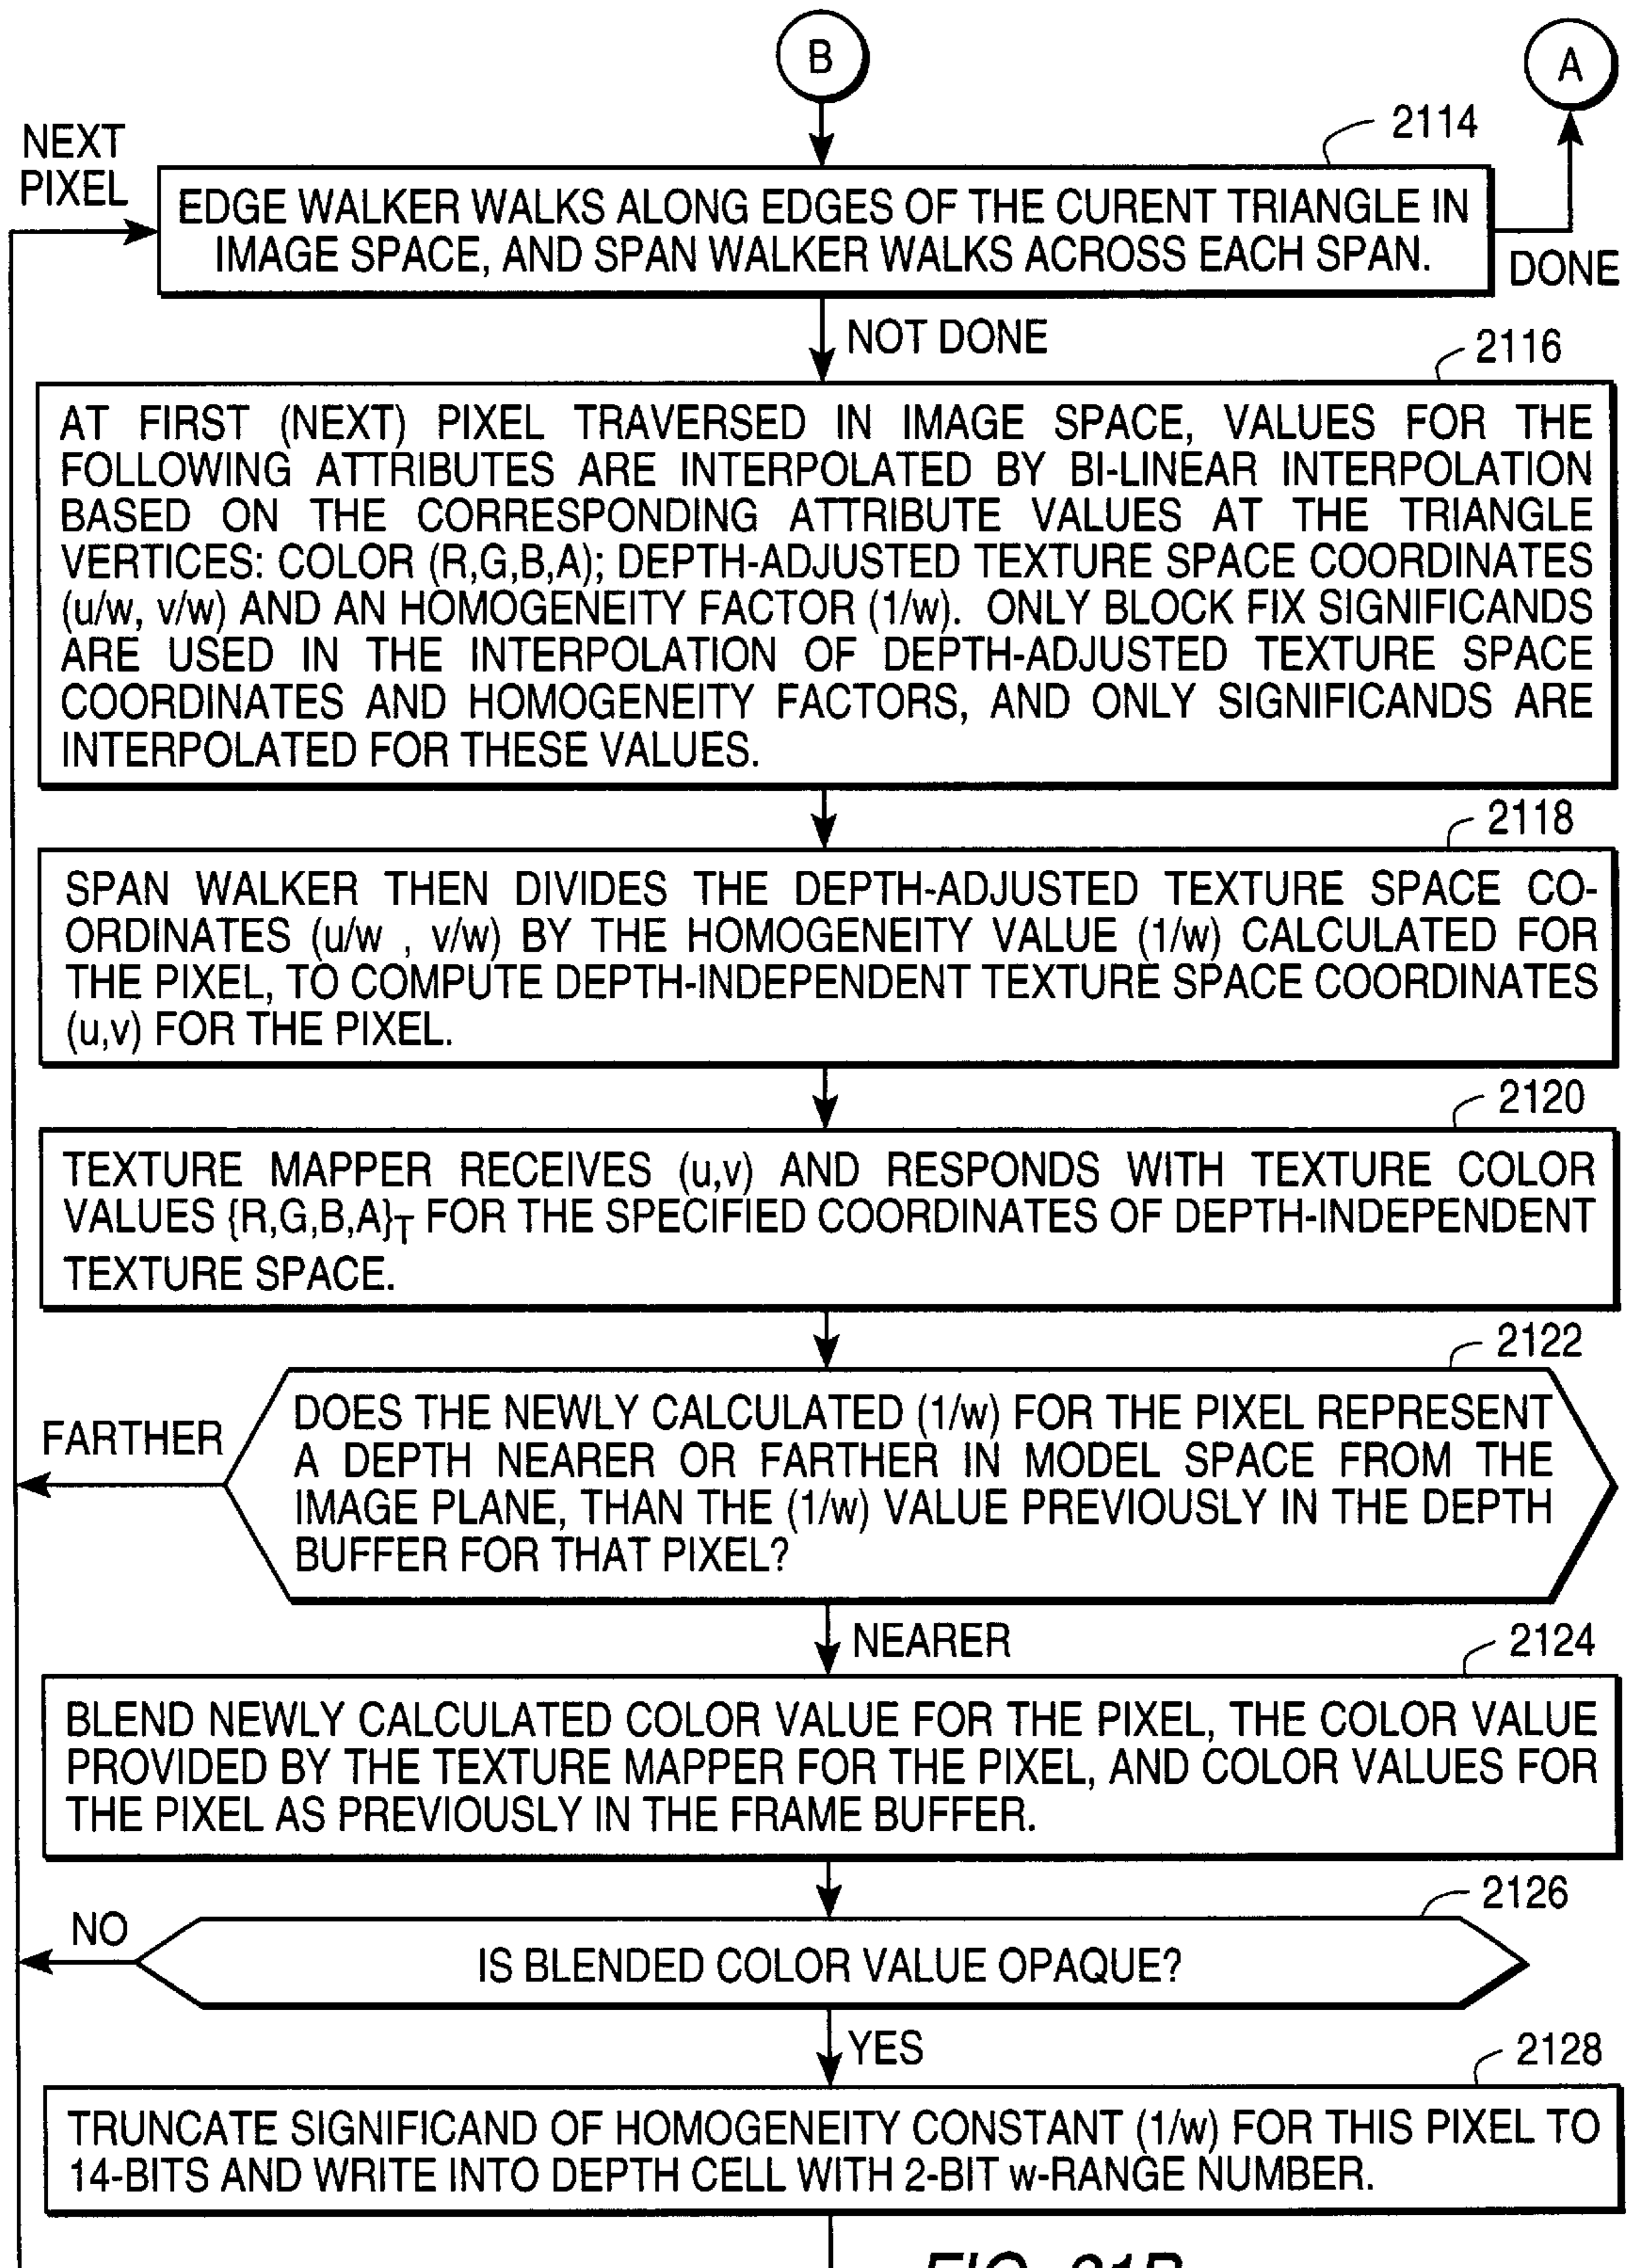 B
A
NEXT
PIXEL
2114
EDGE WALKER WALKS ALONG EDGES OF THE CURENT TRIANGLE IN
IMAGE SPACE, AND SPAN WALKER WALKS ACROSS EACH SPAN.
DONE
NOT DONE
2116
AT FIRST (NEXT) PIXEL TRAVERSED IN IMAGE SPACE, VALUES FOR THE
FOLLOWING ATTRIBUTES ARE INTERPOLATED BY BI-LINEAR INTERPOLATION
BASED ON THE CORRESPONDING ATTRIBUTE VALUES AT THE TRIANGLE
VERTICES: COLOR (R,G,B,A); DEPTH-ADJUSTED TEXTURE SPACE COORDINATES
(u/w, v/w) AND AN HOMOGENEITY FACTOR (1/w). ONLY BLOCK FIX SIGNIFICANDS
ARE USED IN THE INTERPOLATION OF DEPTH-ADJUSTED TEXTURE SPACE
COORDINATES AND HOMOGENEITY FACTORS, AND ONLY SIGNIFICANDS ARE
INTERPOLATED FOR THESE VALUES.
2118
SPAN WALKER THEN DIVIDES THE DEPTH-ADJUSTED TEXTURE SPACE CO-
ORDINATES (u/w , v/w) BY THE HOMOGENEITY VALUE (1/w) CALCULATED FOR
THE PIXEL, TO COMPUTE DEPTH-INDEPENDENT TEXTURE SPACE COORDINATES
(u,v) FOR THE PIXEL.
2120
TEXTURE MAPPER RECEIVES (u,v) AND RESPONDS WITH TEXTURE COLOR
VALUES {R,G,B,A}T FOR THE SPECIFIED COORDINATES OF DEPTH-INDEPENDENT
TEXTURE SPACE.
2122
FARTHER
DOES THE NEWLY CALCULATED (1/w) FOR THE PIXEL REPRESENT
A DEPTH NEARER OR FARTHER IN MODEL SPACE FROM THE
IMAGE PLANE, THAN THE (1/w) VALUE PREVIOUSLY IN THE DEPTH
BUFFER FOR THAT PIXEL?
NEARER
2124
BLEND NEWLY CALCULATED COLOR VALUE FOR THE PIXEL, THE COLOR VALUE
PROVIDED BY THE TEXTURE MAPPER FOR THE PIXEL, AND COLOR VALUES FOR
THE PIXEL AS PREVIOUSLY IN THE FRAME BUFFER.
2126
NO
IS BLENDED COLOR VALUE OPAQUE?
YES
2128
TRUNCATE SIGNIFICAND OF HOMOGENEITY CONSTANT (1/w) FOR THIS PIXEL TO
14-BITS AND WRITE INTO DEPTH CELL WITH 2-BIT w-RANGE NUMBER.